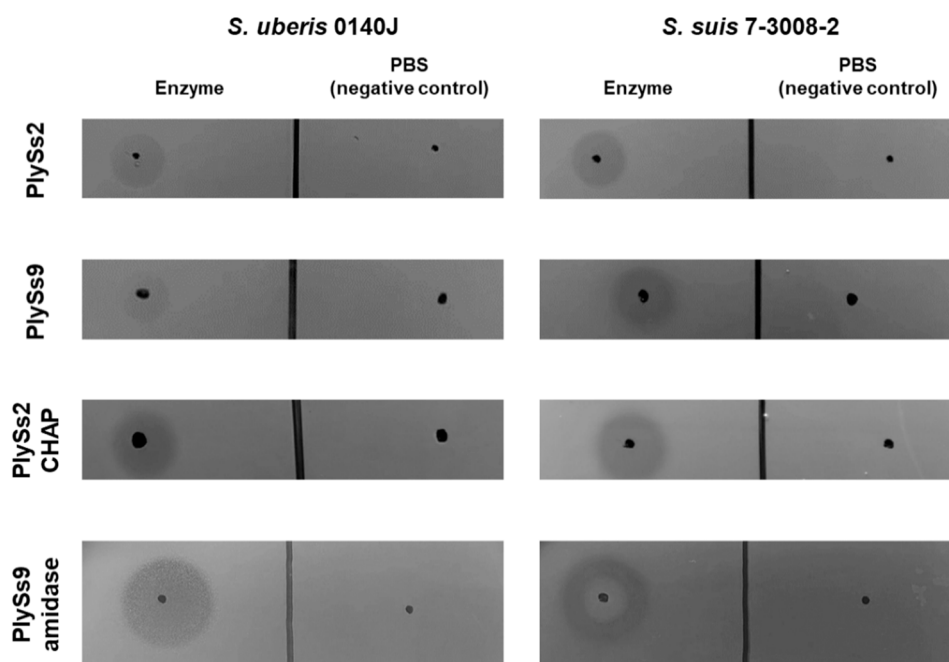 S. uberis 0140J
S. suis 7-3008-2
Enzyme
PBS
(negative control)
Enzyme
PBS
(negative control)
PlySs2
PlySs9
PlySs2
CHAP
PlySs9
amidase